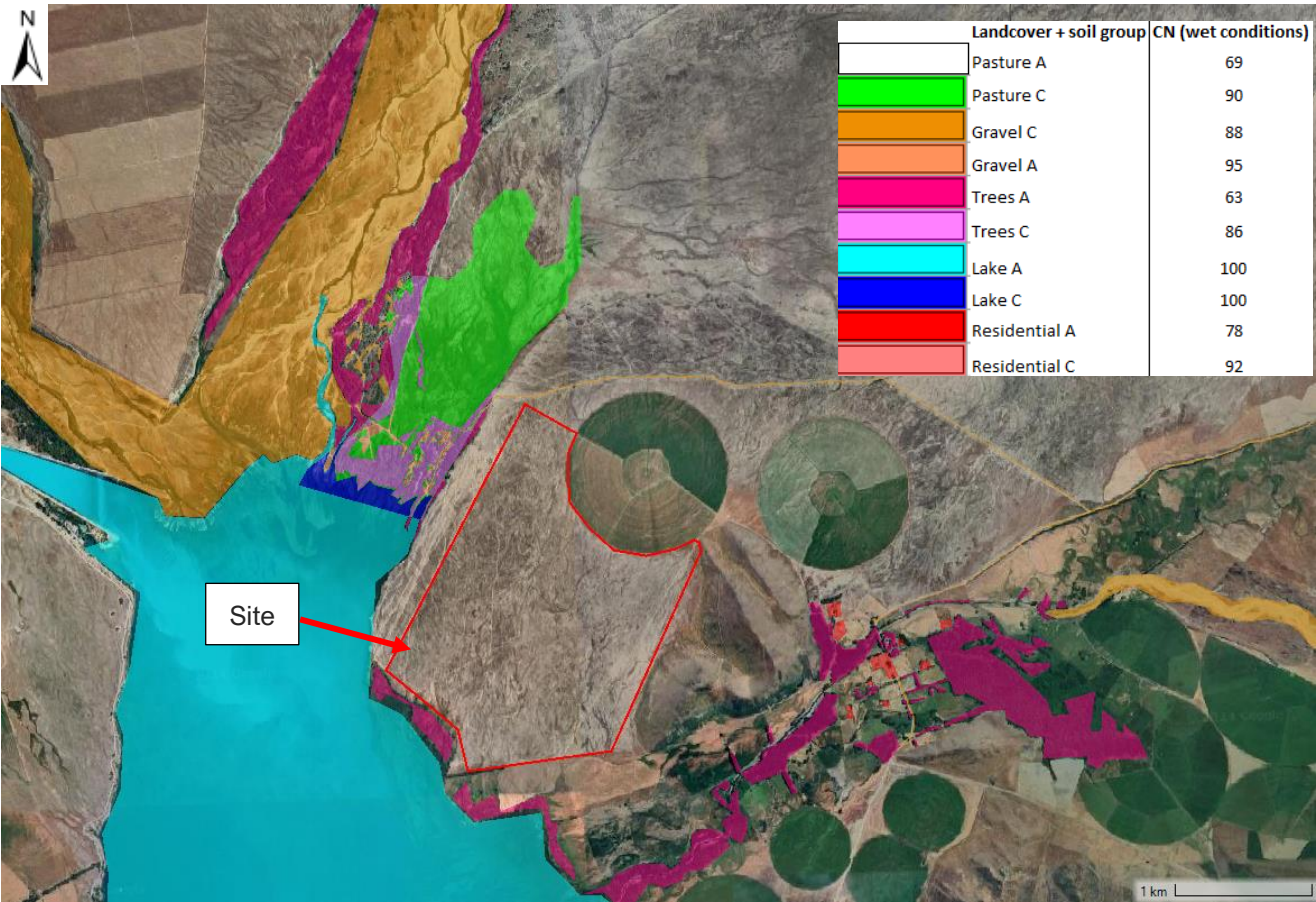 N
Landcover + soil group CN (wet conditions)
Pasture A 69
Pasture C 90
Gravel C 88
Gravel A 95
Trees A 63
Trees C 86
Lake A 100
Lake C 100
Residential A 78
Residential C 92
Site
1 km